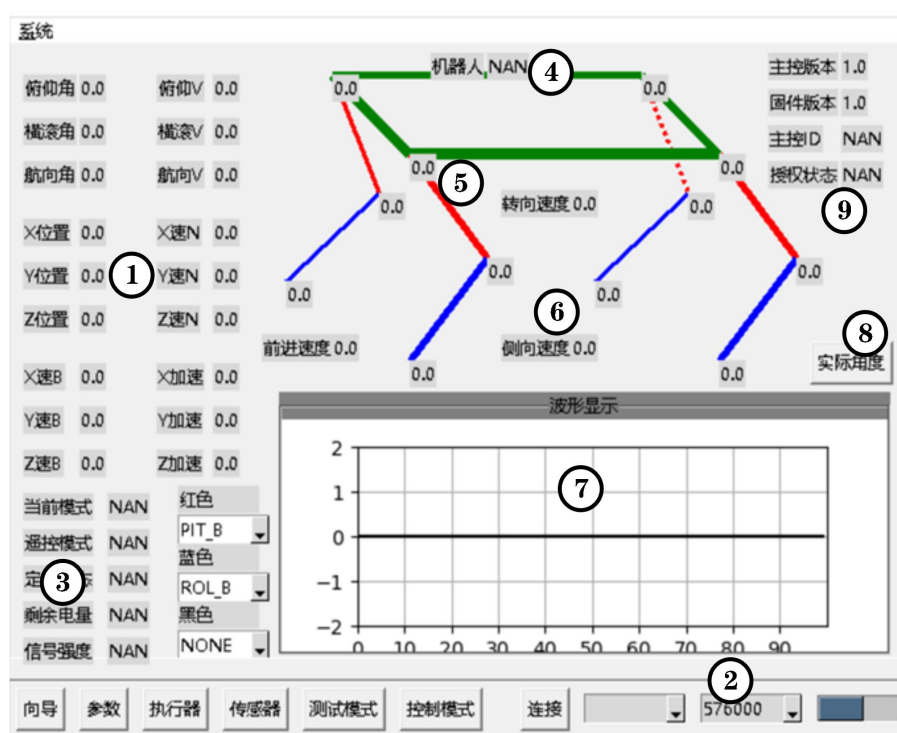 系统
机器人 NAN ④
俯仰角 0.0 俯仰V 0.0
横滚角 0.0 横滚V 0.0
航向角 0.0 航向V 0.0
X位置 0.0 X速N 0.0
Y位置 0.0 ① Y速N 0.0
Z位置 0.0 Z速N 0.0
X速B 0.0 X加速 0.0
Y速B 0.0 Y加速 0.0
Z速B 0.0 Z加速 0.0
0.0 0.0
0.0 ⑤ 0.0
0.0 转向速度 0.0 0.0
0.0 0.0
0.0 ⑥ 0.0
前进速度 0.0 侧向速度 0.0
0.0 0.0
主控版本 1.0
固件版本 1.0
主控ID NAN
授权状态 NAN
⑨
⑧
实际角度
当前模式 NAN
遥控模式 NAN
定 ③ NAN
剩余电量 NAN
信号强度 NAN
红色
PIT_B
蓝色
ROL_B
黑色
NONE
波形显示
2
1
⑦
0
−1
−2
0 10 20 30 40 50 60 70 80 90
②
向导 参数 执行器 传感器 测试模式 控制模式 连接 576000